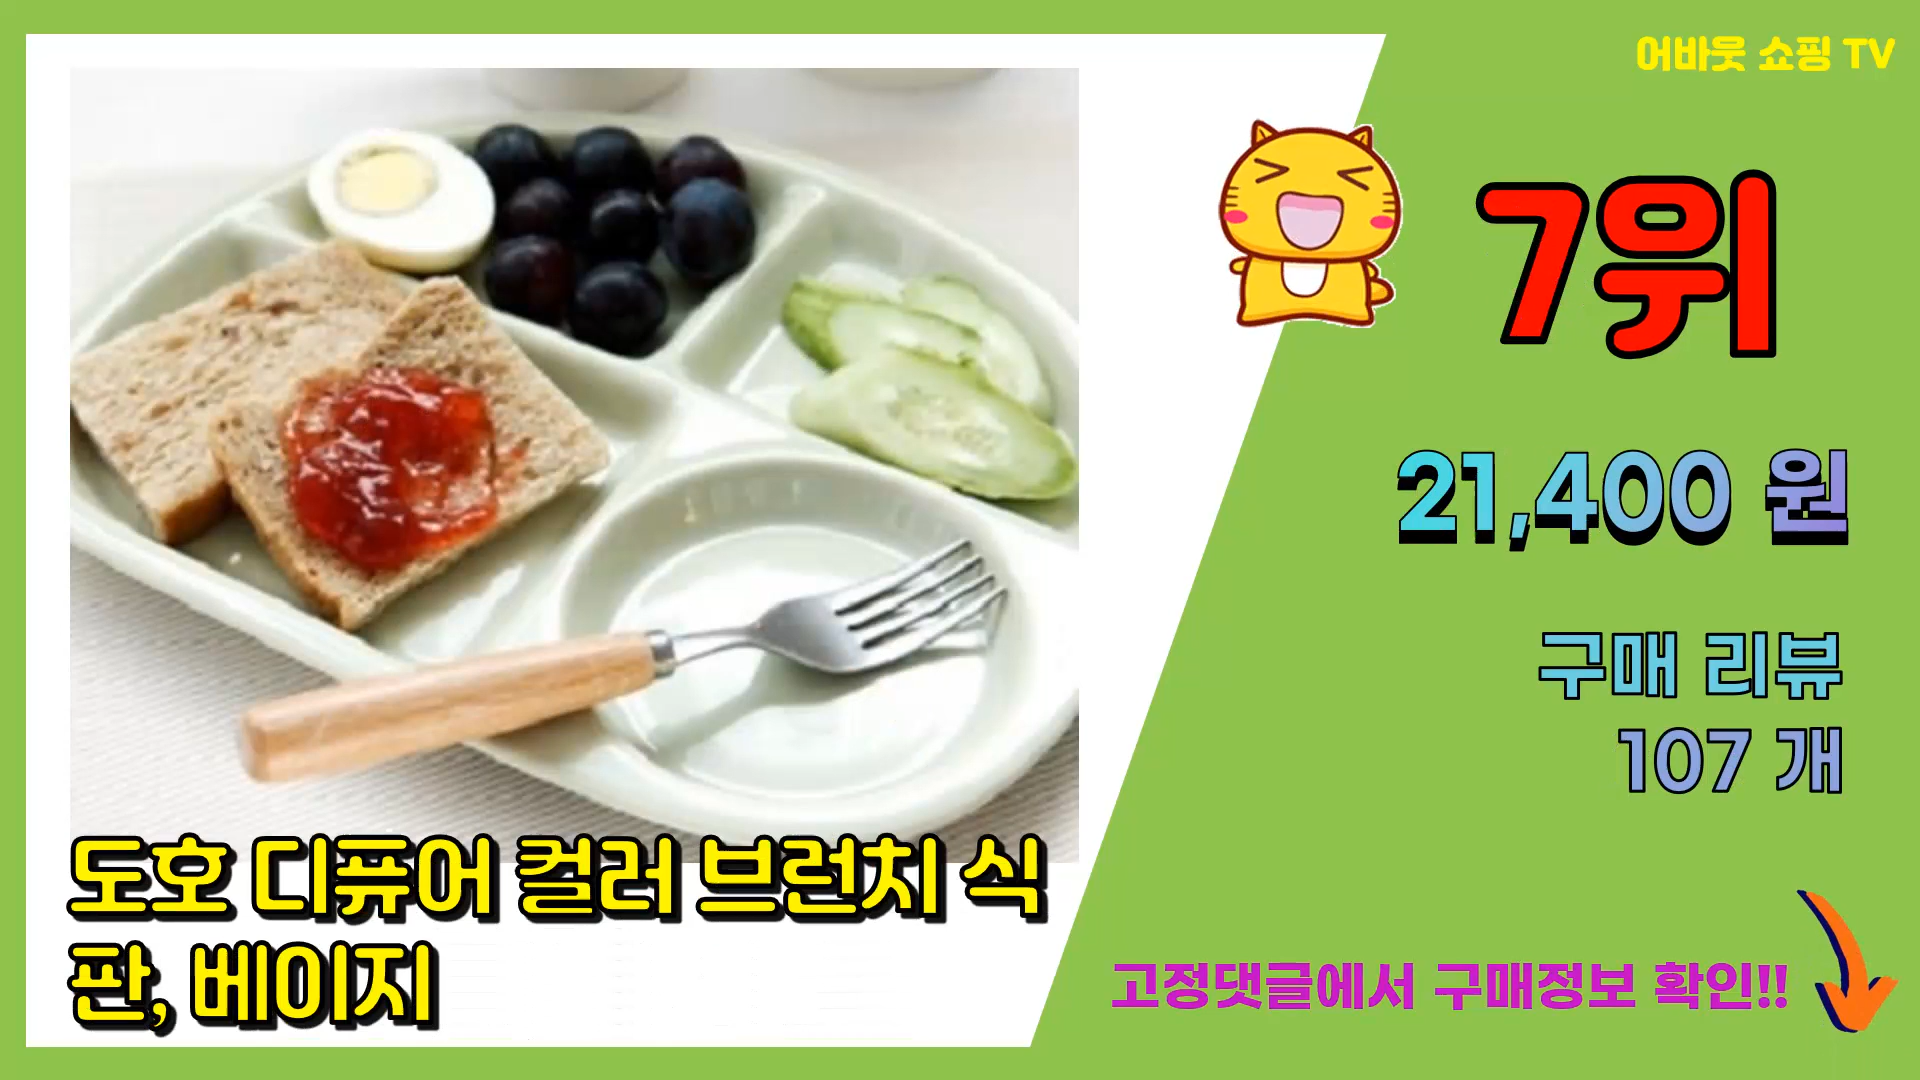 어바웃 쇼핑 TV
7위
21,400 원
구매 리뷰
107 개
도호 디퓨어 컬러 브런치 식
판, 베이지
고정댓글에서 구매정보 확인!!